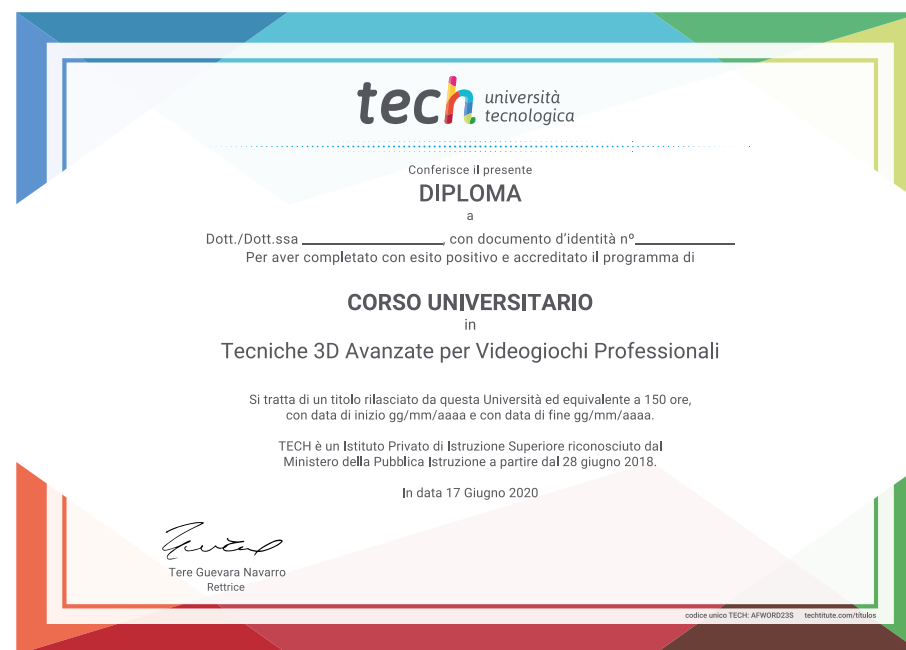 tech università
tecnologica
Conferisce il presente
DIPLOMA
a
Dott./Dott.ssa ____________________, con documento d'identità nº______________
Per aver completato con esito positivo e accreditato il programma di
CORSO UNIVERSITARIO
in
Tecniche 3D Avanzate per Videogiochi Professionali
Si tratta di un titolo rilasciato da questa Università ed equivalente a 150 ore,
con data di inizio gg/mm/aaaa e con data di fine gg/mm/aaaa.
TECH è un Istituto Privato di Istruzione Superiore riconosciuto dal
Ministero della Pubblica Istruzione a partire dal 28 giugno 2018.
In data 17 Giugno 2020
Tere Guevara Navarro
Rettrice
codice unico TECH: AFWORD23S techtitute.com/títulos